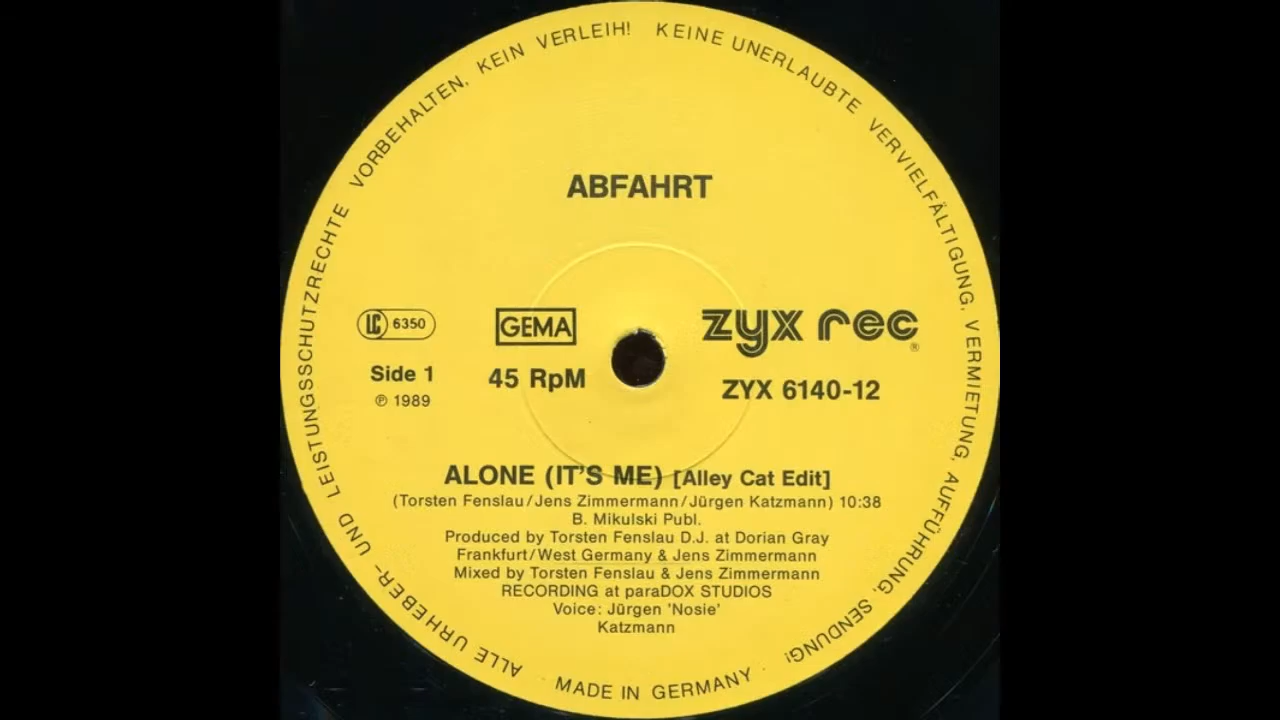 ALLE URHEBER- UND LEISTUNGSSCHUTZRECHTE VORBEHALTEN, KEIN VERLEIH! KEINE UNERLAUBTE VERVIELFÄLTIGUNG, VERMIETUNG, AUFFÜHRUNG, SENDUNG!
ABFAHRT
LC 6350
GEMA
zyx rec ®
Side 1
45 RpM
ZYX 6140-12
℗ 1989
ALONE (IT'S ME) [Alley Cat Edit]
(Torsten Fenslau/Jens Zimmermann/Jürgen Katzmann) 10:38
B. Mikulski Publ.
Produced by Torsten Fenslau D.J. at Dorian Gray
Frankfurt/West Germany & Jens Zimmermann
Mixed by Torsten Fenslau & Jens Zimmermann
RECORDING at paraDOX STUDIOS
Voice: Jürgen 'Nosie'
Katzmann
MADE IN GERMANY